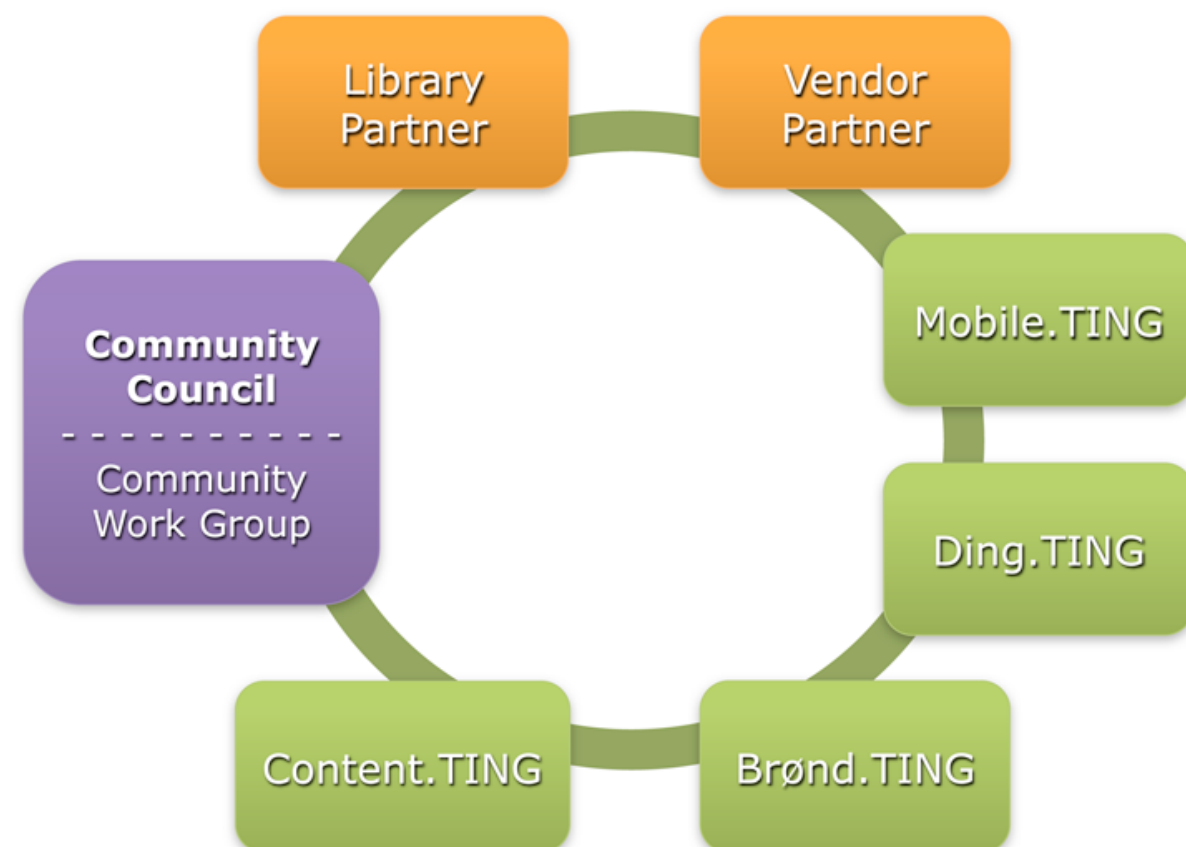 Library
Partner
Vendor
Partner
Mobile.TING
Community
Council
- - - - - - - - - -
Community
Work Group
Ding.TING
Content.TING
Brønd.TING